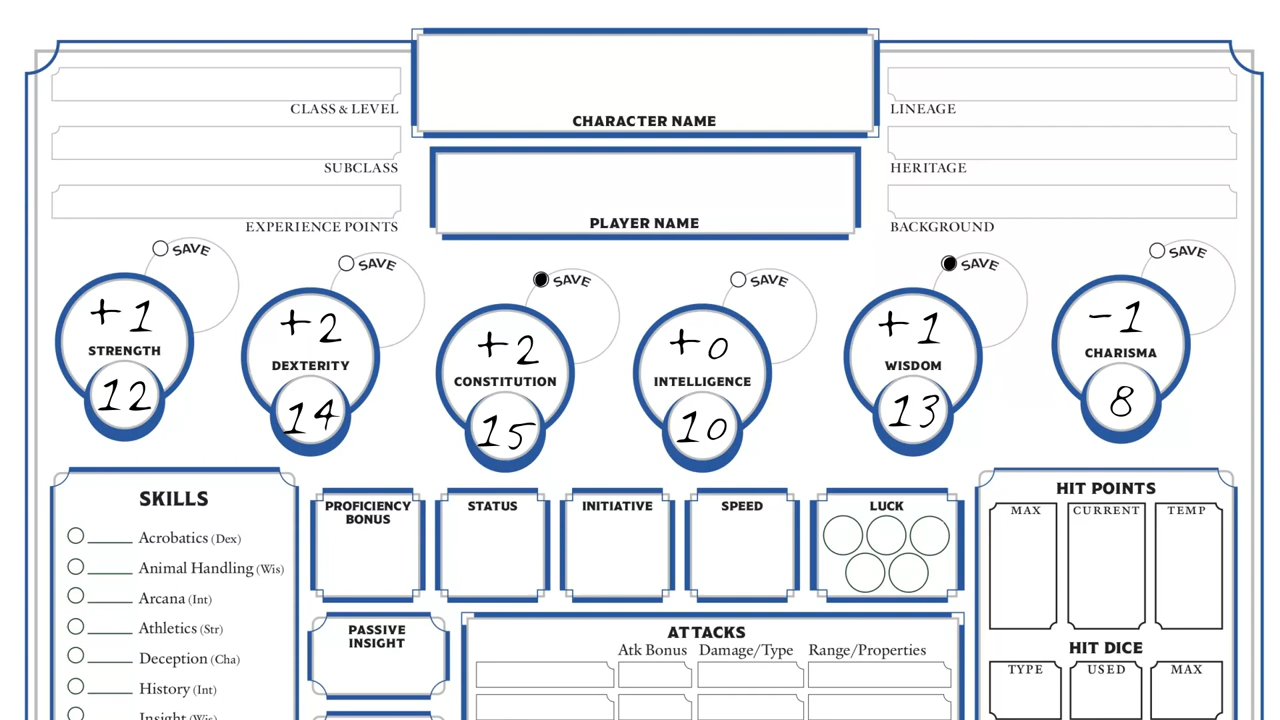 CHARACTER NAME
CLASS & LEVEL
LINEAGE
SUBCLASS
HERITAGE
PLAYER NAME
EXPERIENCE POINTS
BACKGROUND
SAVE SAVE SAVE SAVE SAVE SAVE
+1 +2 +2 +0 +1 -1
STRENGTH DEXTERITY CONSTITUTION INTELLIGENCE WISDOM CHARISMA
12 14 15 10 13 8
SKILLS
Acrobatics (Dex)
Animal Handling (Wis)
Arcana (Int)
Athletics (Str)
Deception (Cha)
History (Int)
Insight (Wis)
PROFICIENCY
BONUS
STATUS
INITIATIVE
SPEED
LUCK
PASSIVE
INSIGHT
ATTACKS
Atk Bonus Damage/Type Range/Properties
HIT POINTS
MAX CURRENT TEMP
HIT DICE
TYPE USED MAX